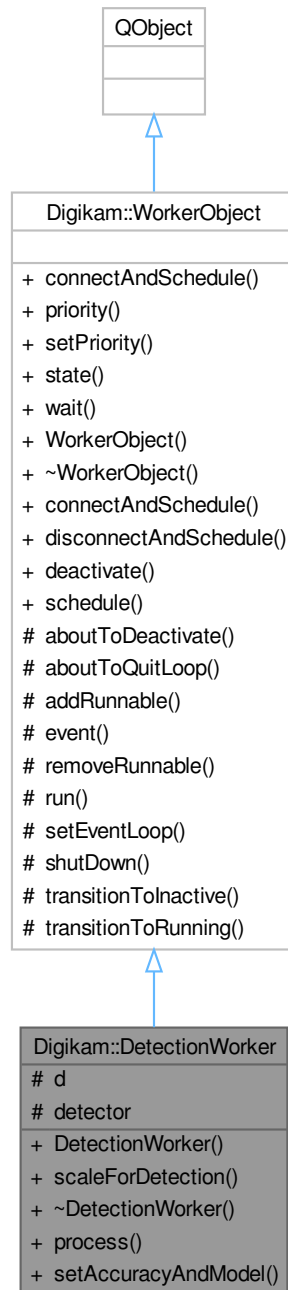 QObject
Digikam::WorkerObject
+ connectAndSchedule()
+ priority()
+ setPriority()
+ state()
+ wait()
+ WorkerObject()
+ ~WorkerObject()
+ connectAndSchedule()
+ disconnectAndSchedule()
+ deactivate()
+ schedule()
# aboutToDeactivate()
# aboutToQuitLoop()
# addRunnable()
# event()
# removeRunnable()
# run()
# setEventLoop()
# shutDown()
# transitionToInactive()
# transitionToRunning()
Digikam::DetectionWorker
# d
# detector
+ DetectionWorker()
+ scaleForDetection()
+ ~DetectionWorker()
+ process()
+ setAccuracyAndModel()